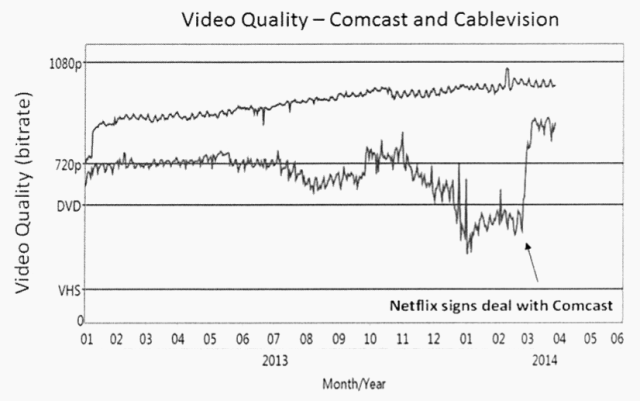 Video Quality – Comcast and Cablevision
Video Quality (bitrate)
1080p
720p
DVD
VHS
0
Netflix signs deal with Comcast
01 02 03 04 05 06 07 08 09 10 11 12 01 02 03 04 05 06
2013 2014
Month/Year